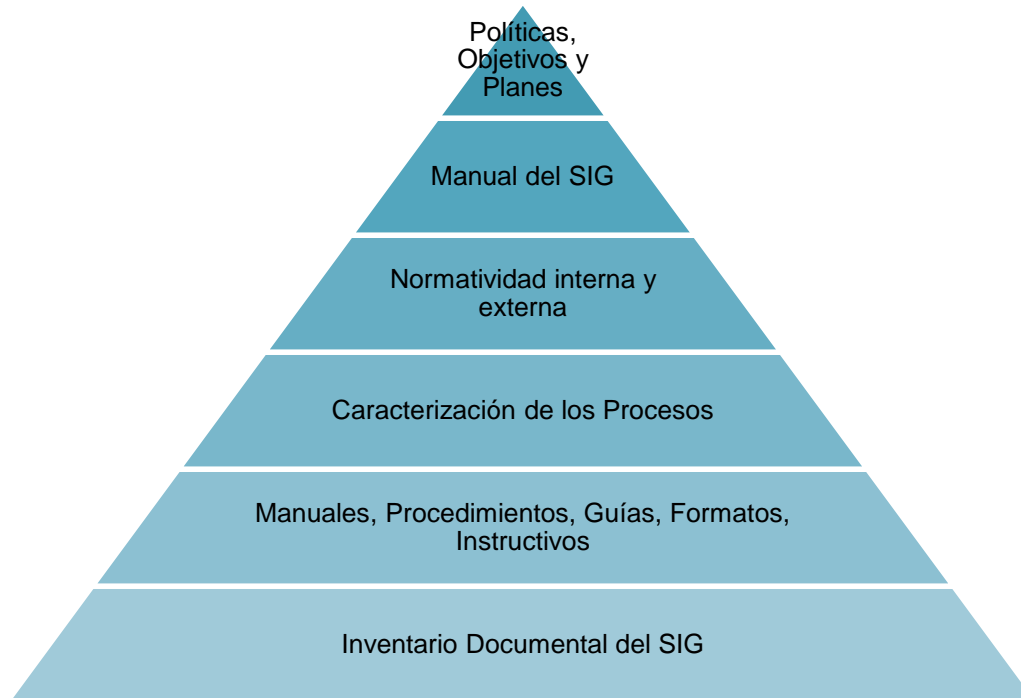 Políticas,
Objetivos y
Planes
Manual del SIG
Normatividad interna y
externa
Caracterización de los Procesos
Manuales, Procedimientos, Guías, Formatos,
Instructivos
Inventario Documental del SIG